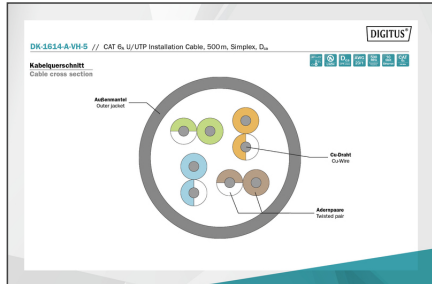 DIGITUS®
DK-1614-A-VH-5 // CAT 6A U/UTP Installation Cable, 500m, Simplex, Dca
Kabelquerschnitt
Cable cross section
Außenmantel
Outer jacket
Cu-Draht
Cu-Wire
Adernpaare
Twisted pair